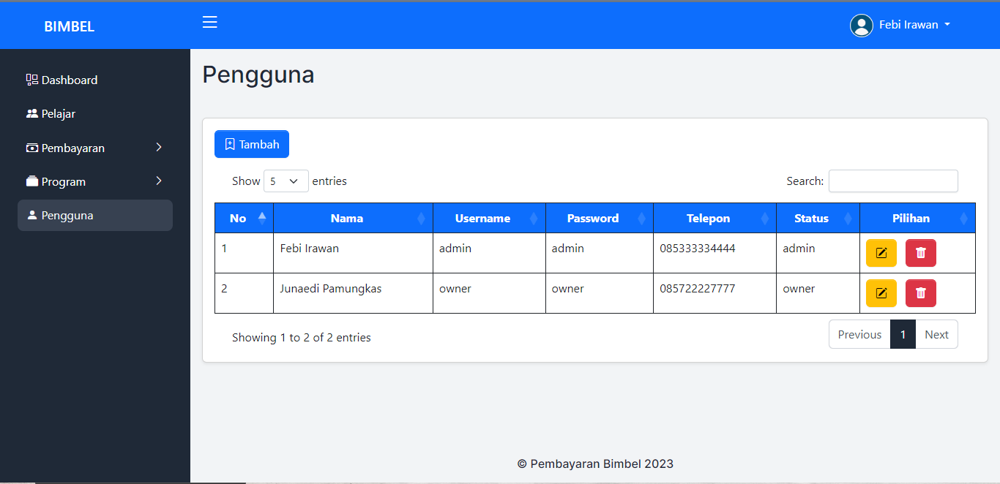 BIMBEL
Febi Irawan
Dashboard
Pelajar
Pembayaran
Program
Pengguna
Pengguna
Tambah
Show 5 entries
Search:
No Nama Username Password Telepon Status Pilihan
1 Febi Irawan admin admin 085333334444 admin
2 Junaedi Pamungkas owner owner 085722227777 owner
Showing 1 to 2 of 2 entries
Previous 1 Next
© Pembayaran Bimbel 2023